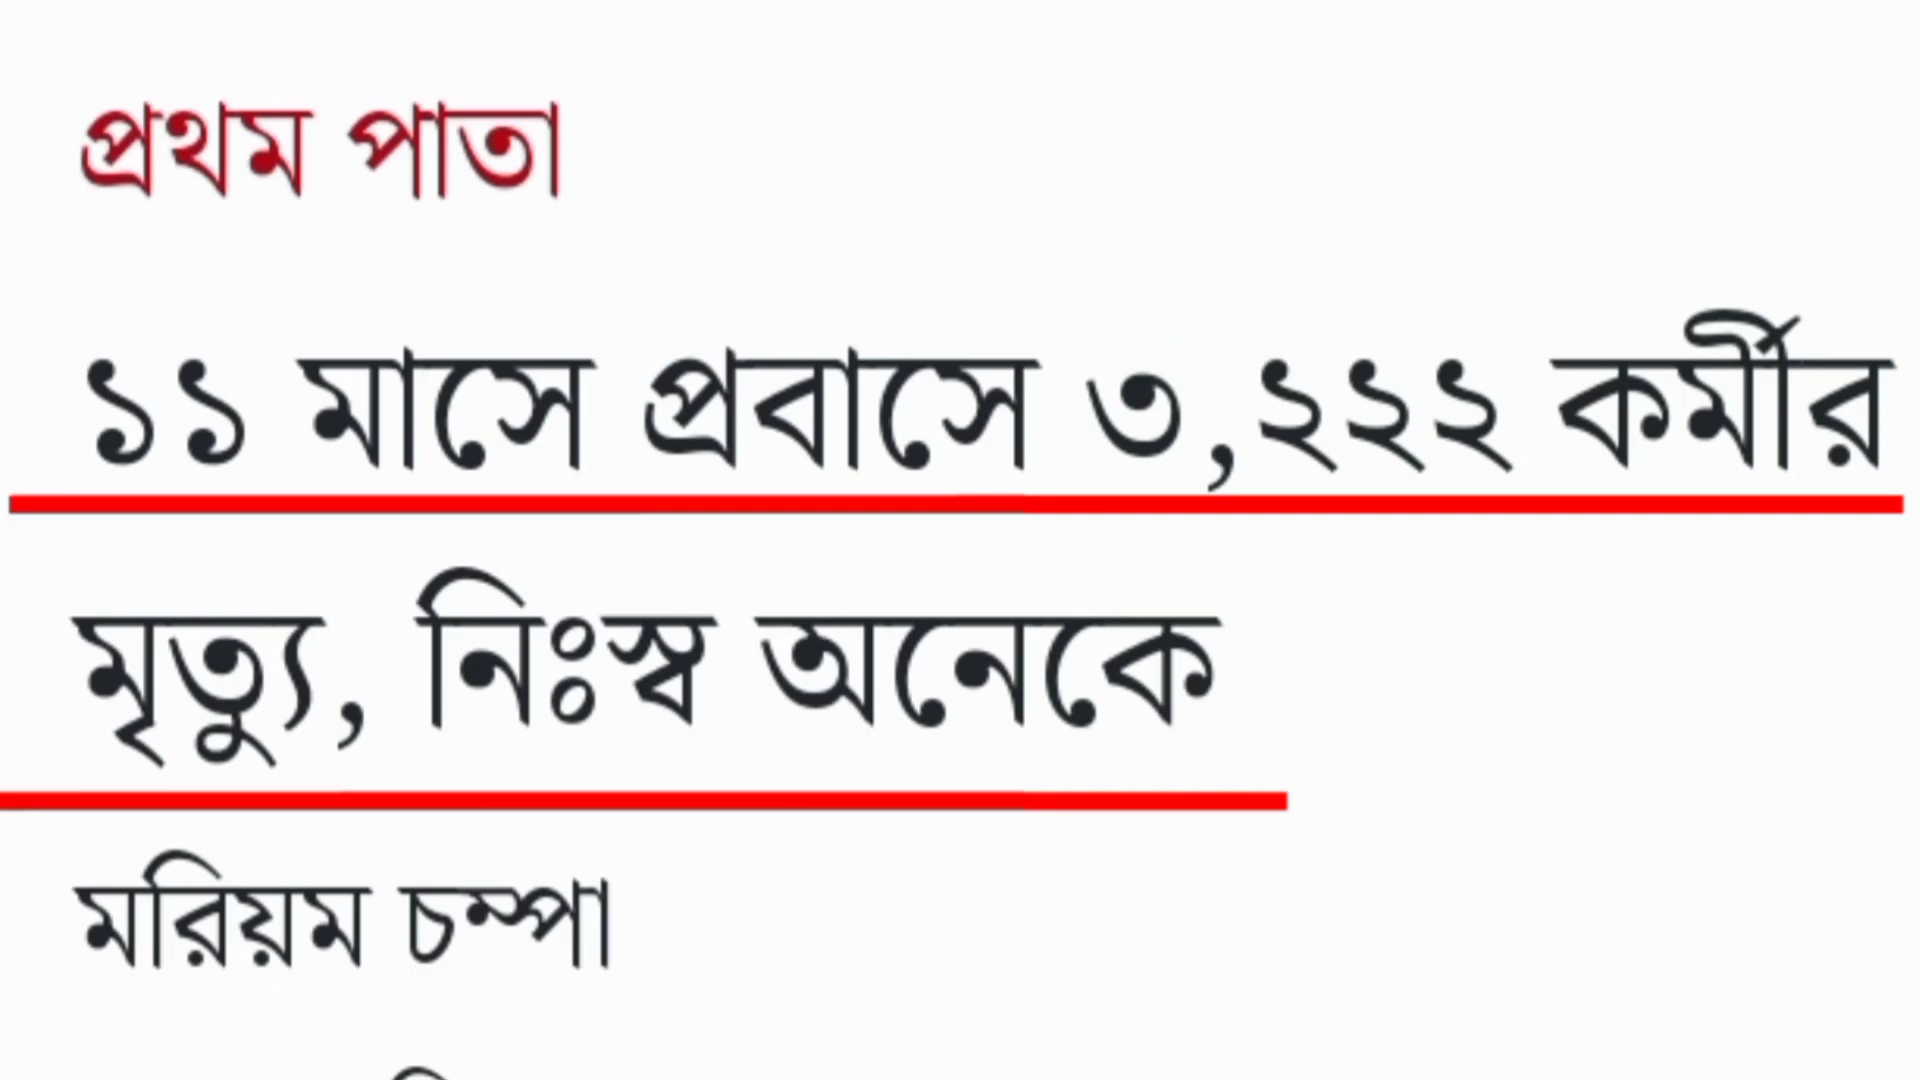 প্রথম পাতা
১১ মাসে প্রবাসে ৩,২২২ কর্মীর
মৃত্যু, নিঃস্ব অনেকে
মরিয়ম চম্পা